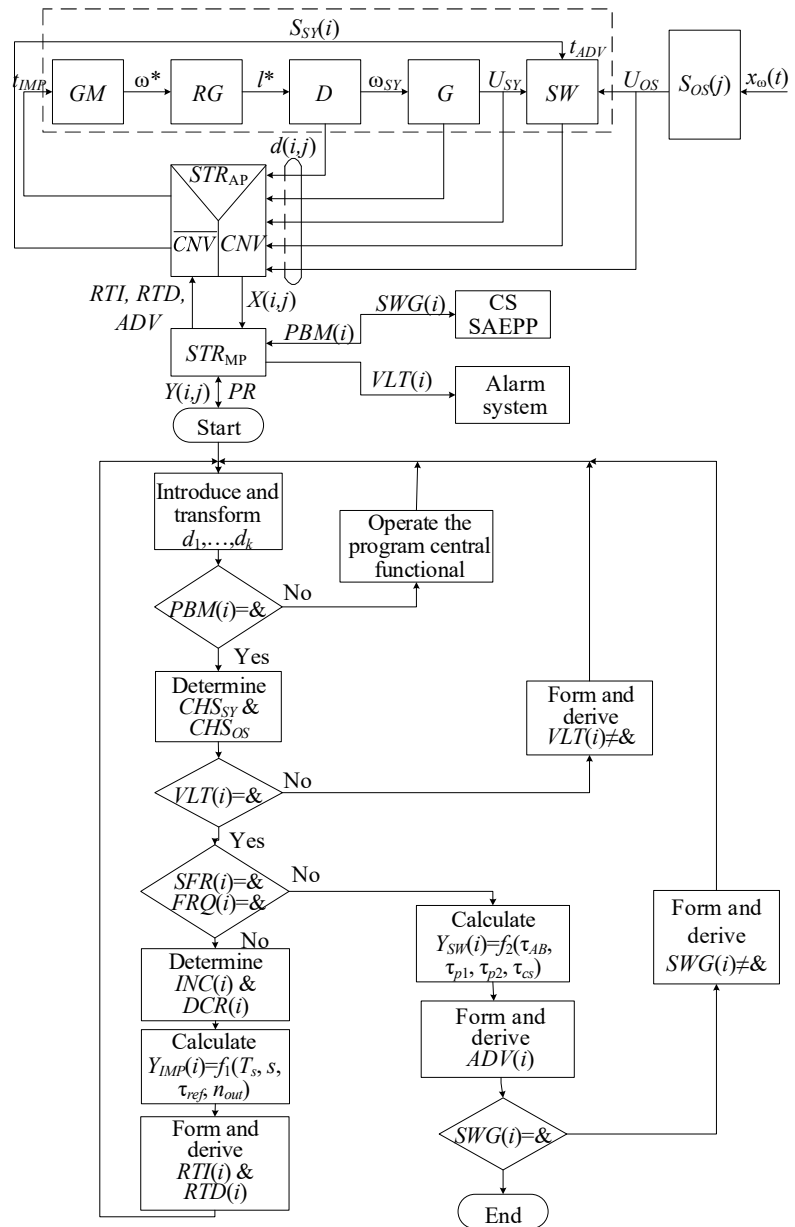 S_SY(i)
t_IMP
GM
ω*
RG
l*
D
ω_SY
G
U_SY
t_ADV
SW
U_OS
S_OS(j)
x_ω(t)
d(i,j)
STR_AP
C̅N̅V̅
CNV
RTI, RTD,
ADV
X(i,j)
STR_MP
SWG(i)
PBM(i)
CS
SAEPP
VLT(i)
Alarm
system
Y(i,j)
PR
Start
Introduce and
transform
d₁,…,d_k
Operate the
program central
functional
PBM(i)=&
No
Yes
Determine
CHS_SY &
CHS_OS
Form and
derive
VLT(i)≠&
VLT(i)=&
No
Yes
SFR(i)=&
FRQ(i)=&
No
No
Calculate
Y_SW(i)=f₂(τ_AB,
τ_p1, τ_p2, τ_cs)
Form and
derive
SWG(i)≠&
Determine
INC(i) &
DCR(i)
Form and
derive
ADV(i)
Calculate
Y_IMP(i)=f₁(T_s, s,
τ_ref, n_out)
Form and
derive
RTI(i) &
RTD(i)
SWG(i)=&
End